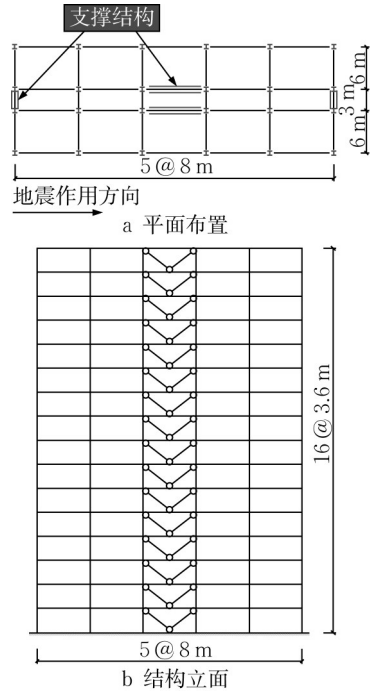 支撑结构
6 m
3 m
6 m
5 @ 8 m
地震作用方向
a 平面布置
16 @ 3.6 m
5 @ 8 m
b 结构立面